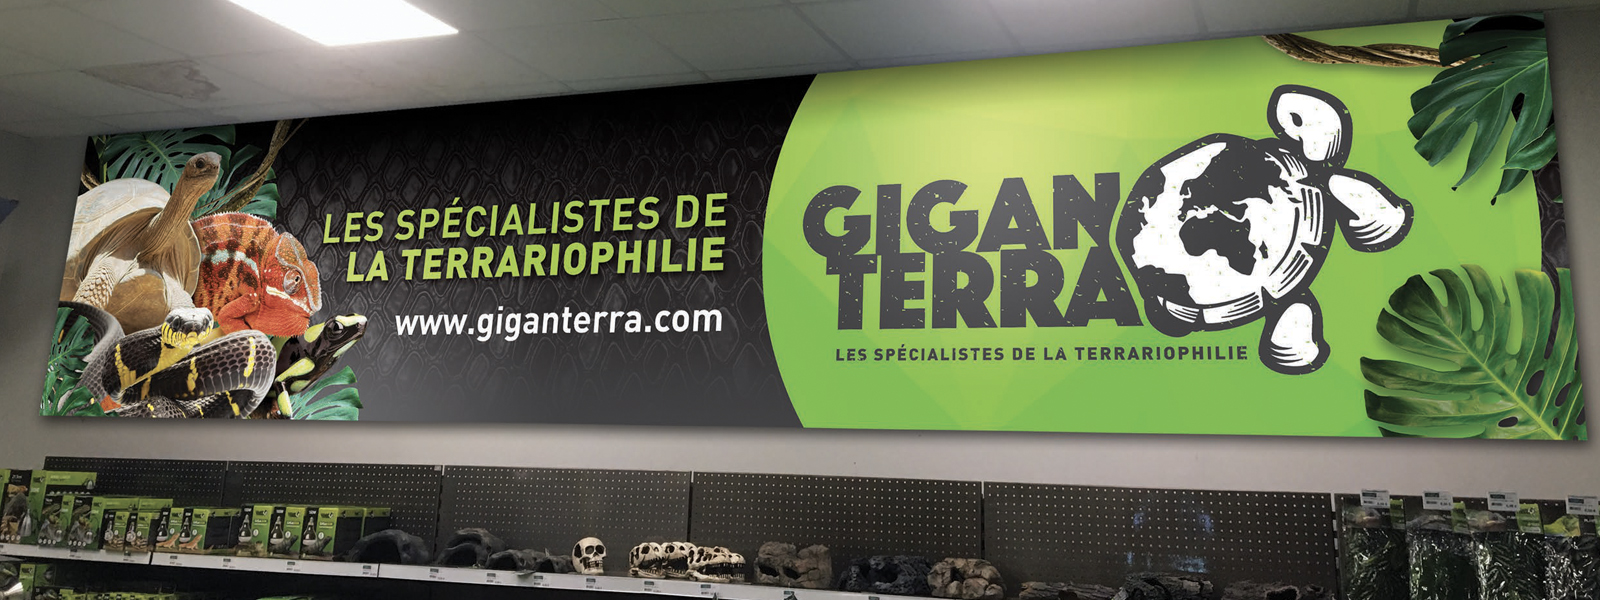 LES SPÉCIALISTES DE
LA TERRARIOPHILIE
www.giganterra.com
GIGAN
TERRA
LES SPÉCIALISTES DE LA TERRARIOPHILIE